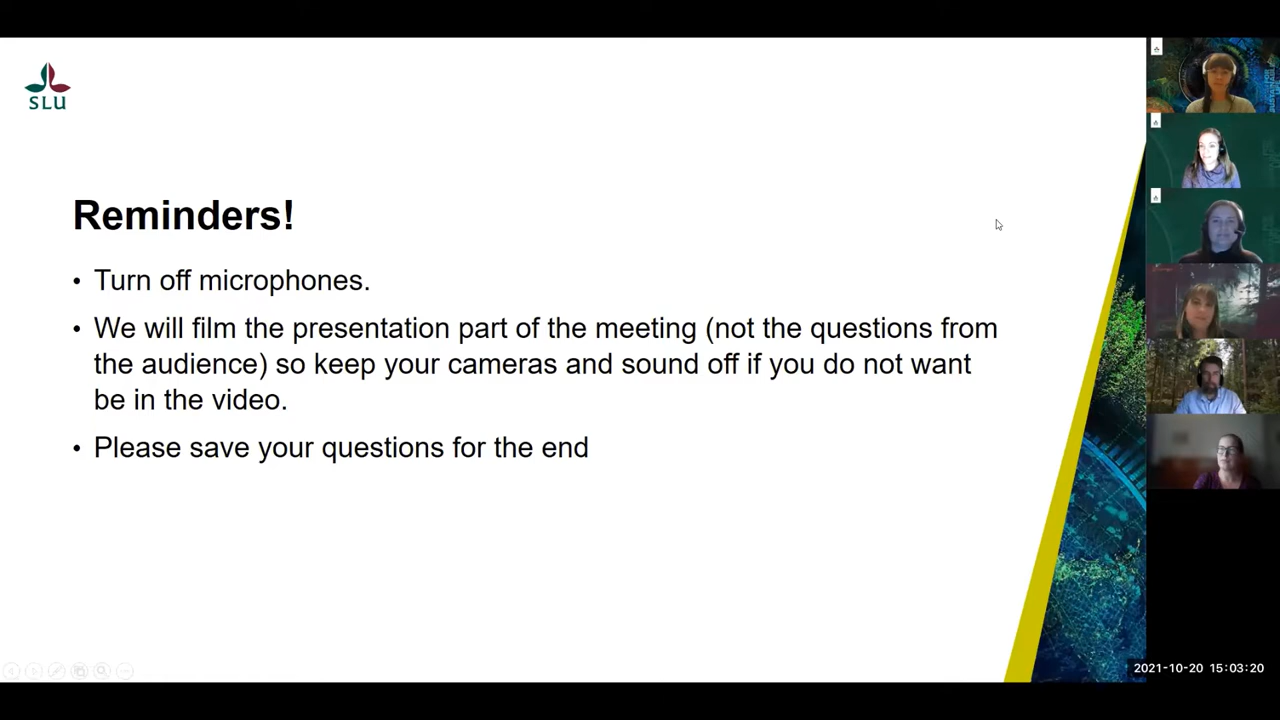 SLU
Reminders!
• Turn off microphones.
• We will film the presentation part of the meeting (not the questions from
the audience) so keep your cameras and sound off if you do not want
be in the video.
• Please save your questions for the end
2021-10-20 15:03:20